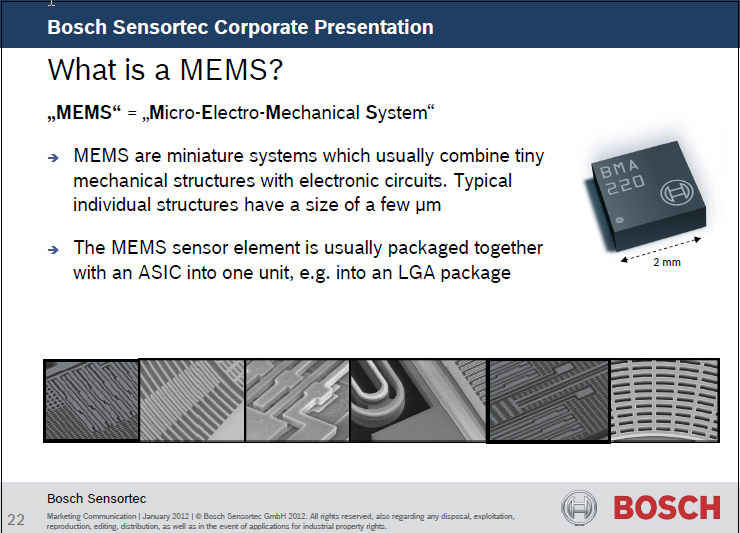 Bosch Sensortec Corporate Presentation
What is a MEMS?
„MEMS“ = „Micro-Electro-Mechanical System“
➔ MEMS are miniature systems which usually combine tiny
mechanical structures with electronic circuits. Typical
individual structures have a size of a few µm
➔ The MEMS sensor element is usually packaged together
with an ASIC into one unit, e.g. into an LGA package
BMA
220
2 mm
Bosch Sensortec
22
Marketing Communication | January 2012 | © Bosch Sensortec GmbH 2012. All rights reserved, also regarding any disposal, exploitation,
reproduction, editing, distribution, as well as in the event of applications for industrial property rights.
BOSCH